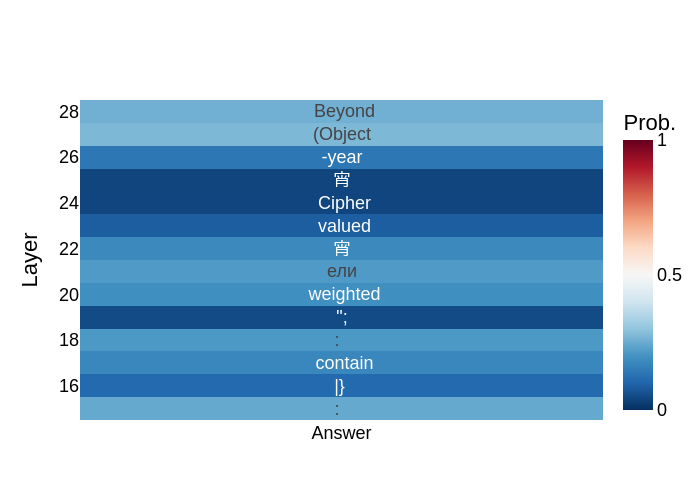 Prob.
1
0.5
0
Layer
28 Beyond
(Object
26 -year
宵
24 Cipher
valued
22 宵
ели
20 weighted
";
18 :
contain
16 |}
:
Answer